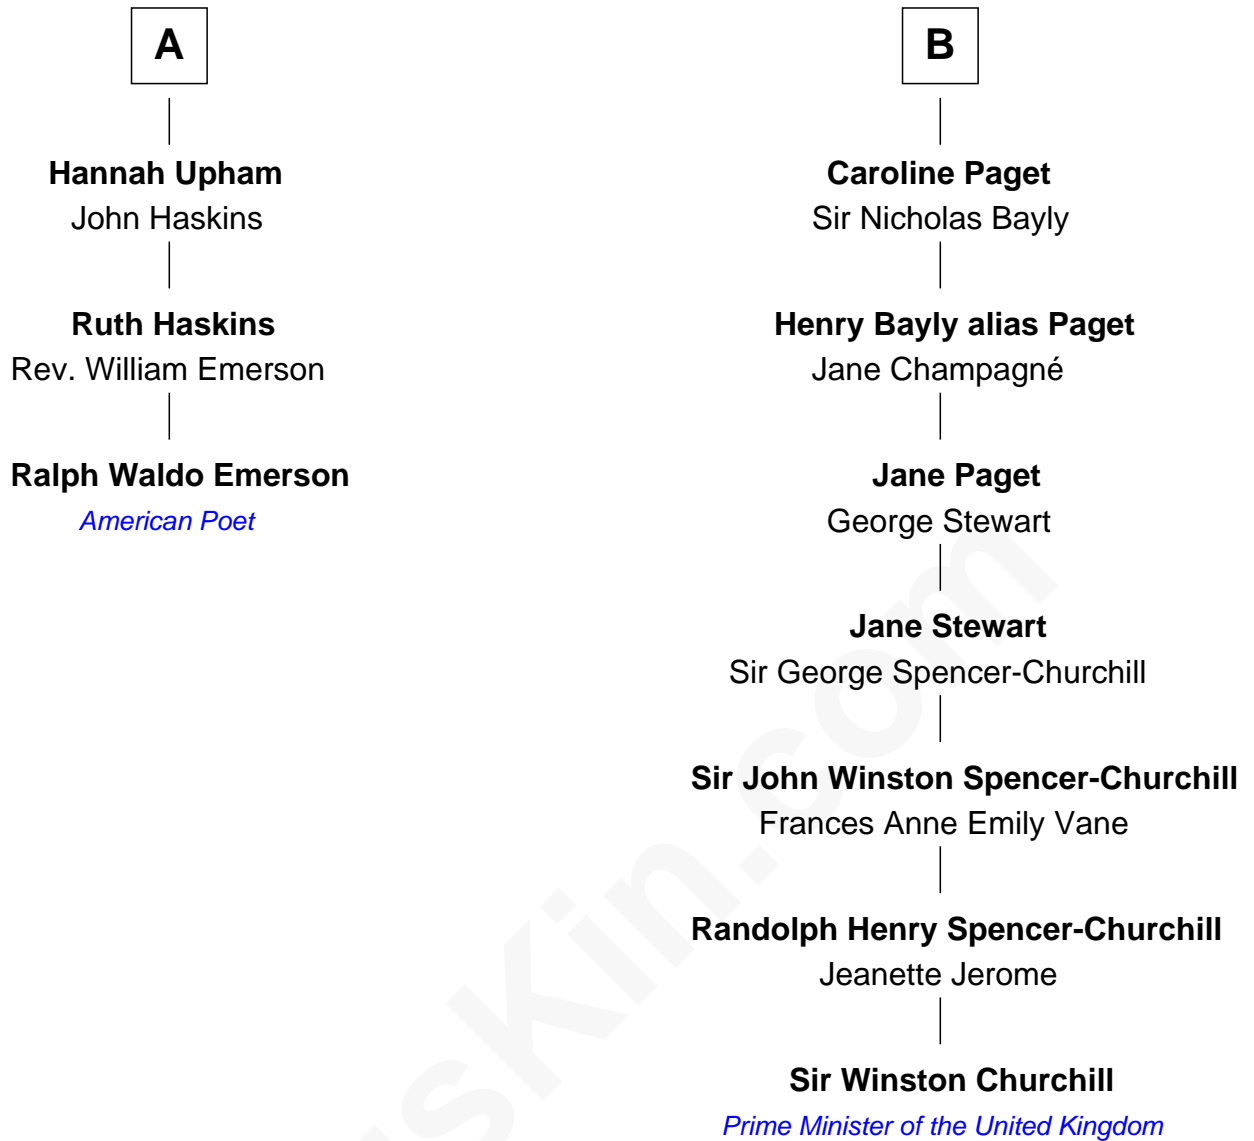 A
Hannah Upham
John Haskins
Ruth Haskins
Rev. William Emerson
Ralph Waldo Emerson
American Poet
B
Caroline Paget
Sir Nicholas Bayly
Henry Bayly alias Paget
Jane Champagné
Jane Paget
George Stewart
Jane Stewart
Sir George Spencer-Churchill
Sir John Winston Spencer-Churchill
Frances Anne Emily Vane
Randolph Henry Spencer-Churchill
Jeanette Jerome
Sir Winston Churchill
Prime Minister of the United Kingdom